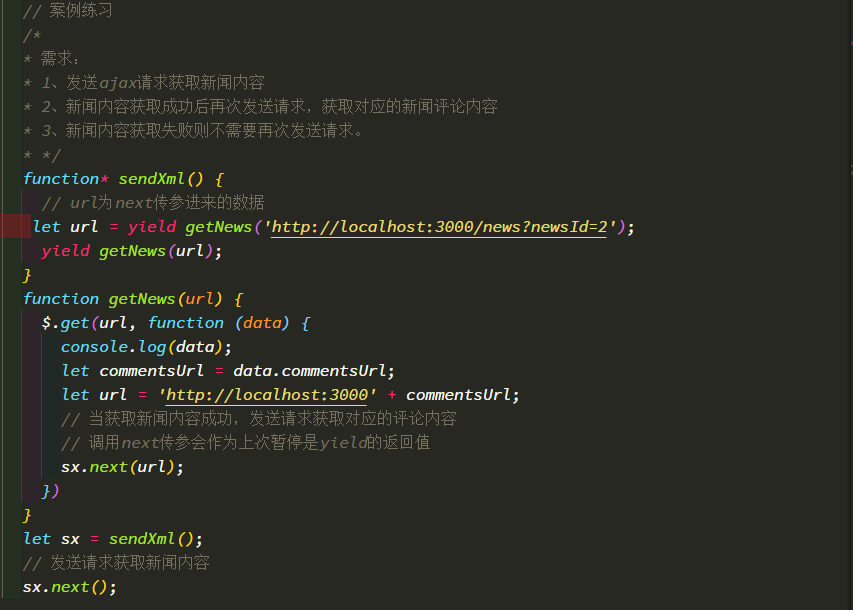 // 案例练习
/*
* 需求:
* 1、发送ajax请求获取新闻内容
* 2、新闻内容获取成功后再次发送请求，获取对应的新闻评论内容
* 3、新闻内容获取失败则不需要再次发送请求。
* */
function* sendXml() {
// url为next传参进来的数据
let url = yield getNews('http://localhost:3000/news?newsId=2');
yield getNews(url);
}
function getNews(url) {
$.get(url, function (data) {
console.log(data);
let commentsUrl = data.commentsUrl;
let url = 'http://localhost:3000' + commentsUrl;
// 当获取新闻内容成功，发送请求获取对应的评论内容
// 调用next传参会作为上次暂停是yield的返回值
sx.next(url);
})
}
let sx = sendXml();
// 发送请求获取新闻内容
sx.next();